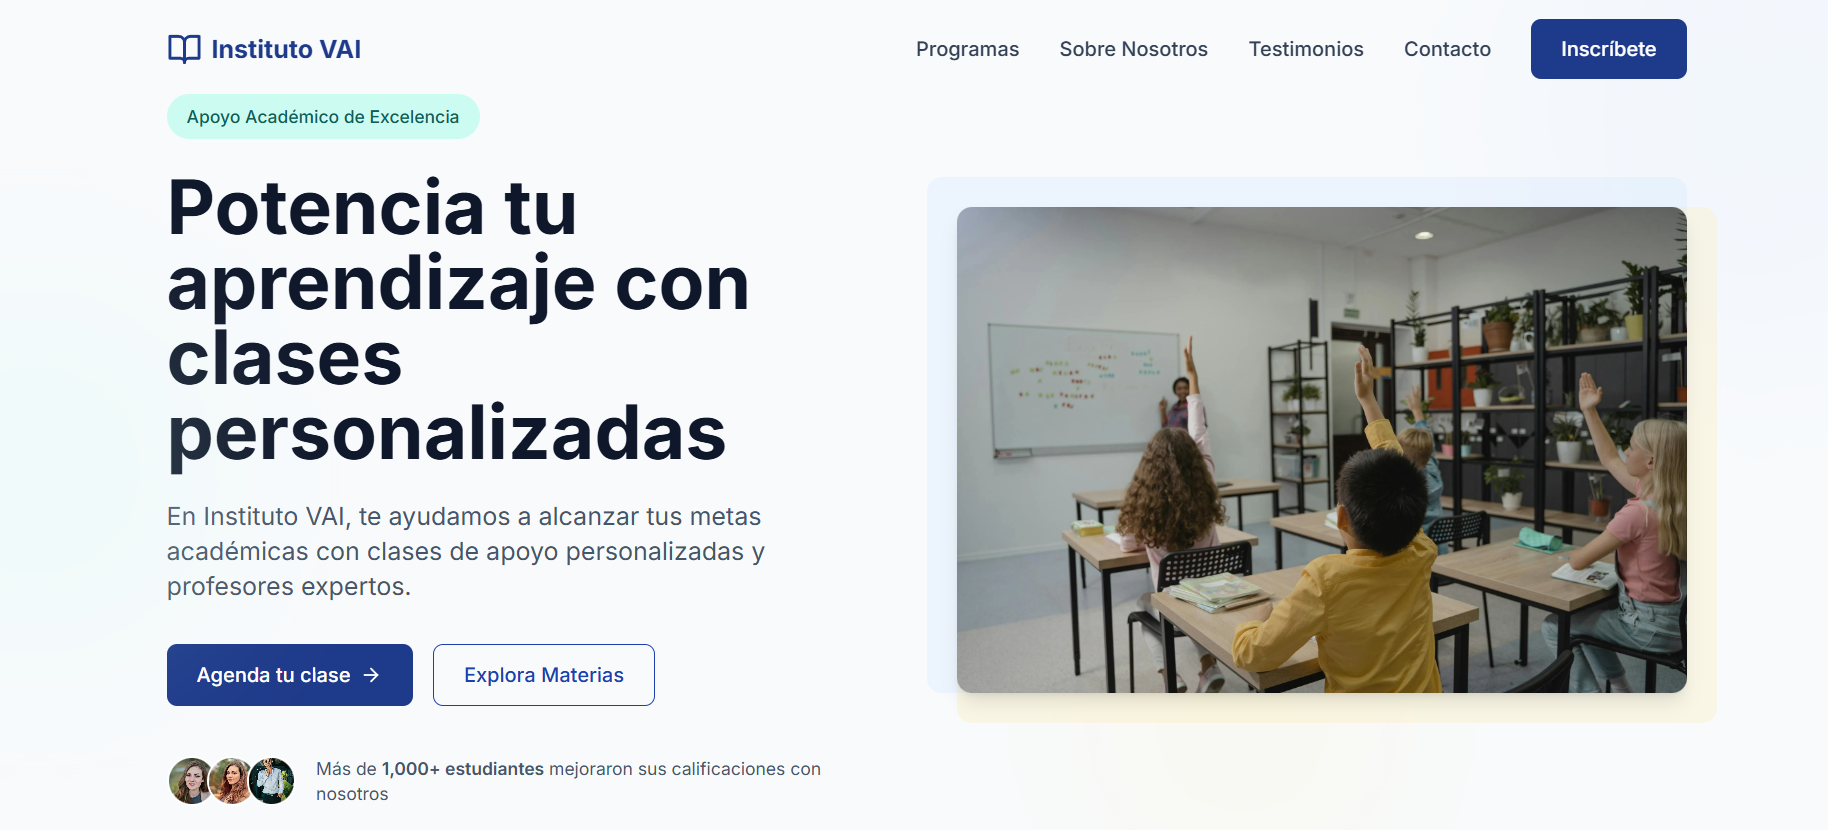 Instituto VAI
Programas
Sobre Nosotros
Testimonios
Contacto
Inscríbete
Apoyo Académico de Excelencia
Potencia tu
aprendizaje con
clases
personalizadas
En Instituto VAI, te ayudamos a alcanzar tus metas
académicas con clases de apoyo personalizadas y
profesores expertos.
Agenda tu clase
Explora Materias
Más de 1,000+ estudiantes mejoraron sus calificaciones con
nosotros